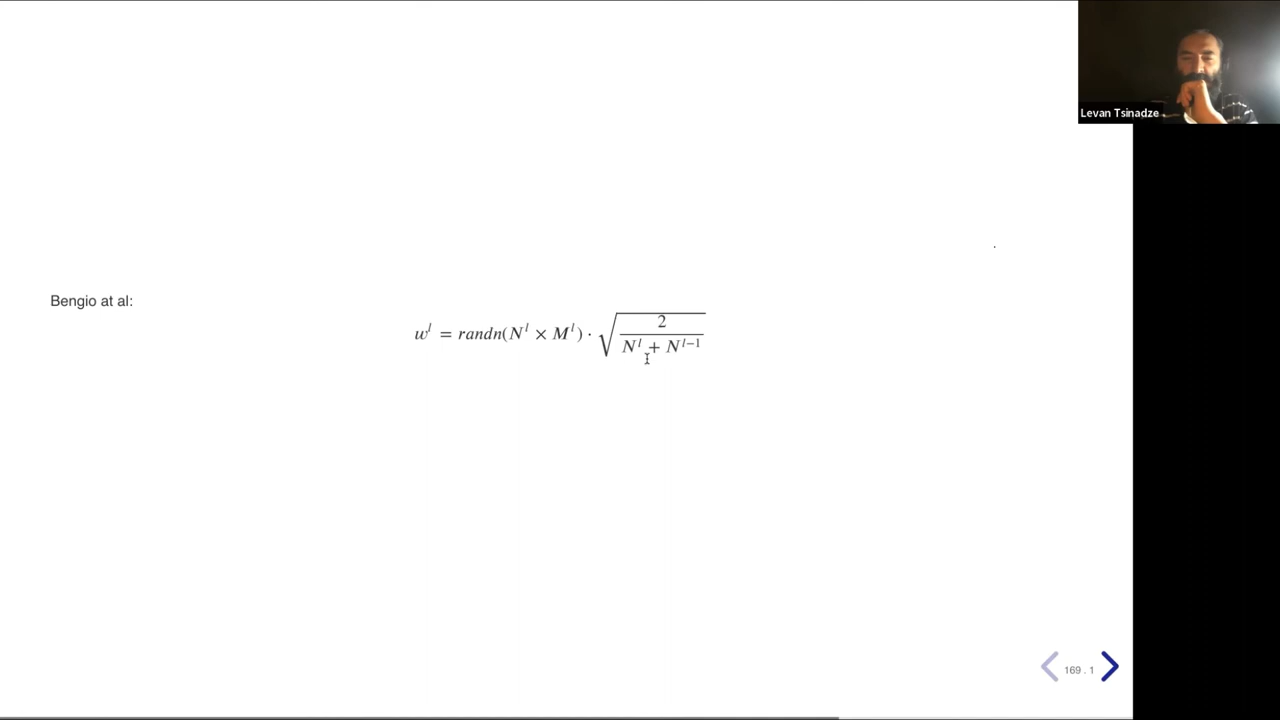 Levan Tsinadze
Bengio at al:
w^l = randn(N^l × M^l) · √(2 / (N^l + N^{l−1}))
169 . 1